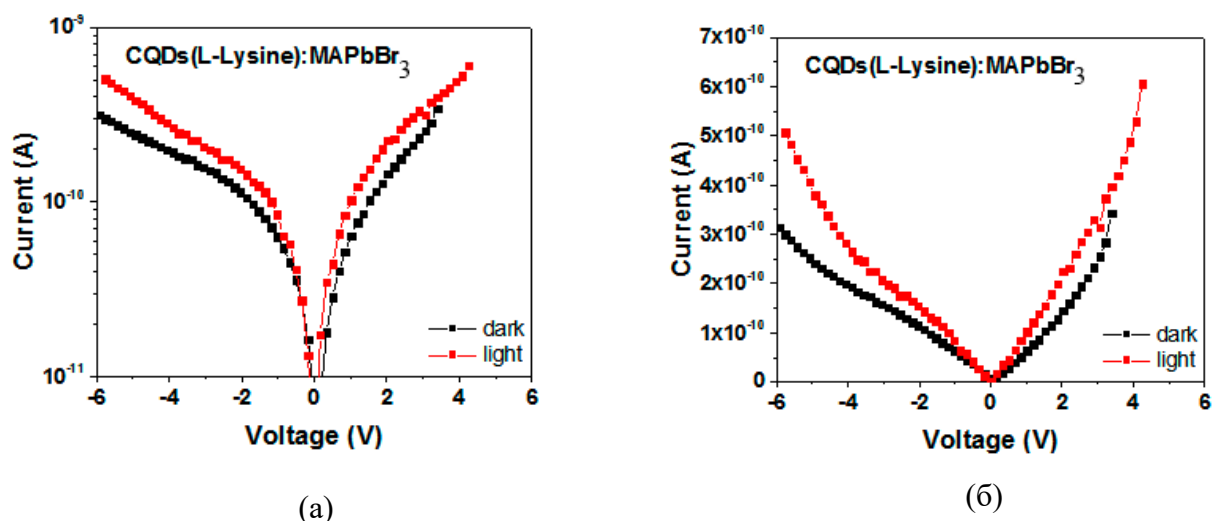 10⁻⁹
CQDs(L-Lysine):MAPbBr₃
Current (A)
10⁻¹⁰
10⁻¹¹
dark
light
-6 -4 -2 0 2 4 6
Voltage (V)
(a)
7x10⁻¹⁰
CQDs(L-Lysine):MAPbBr₃
6x10⁻¹⁰
5x10⁻¹⁰
4x10⁻¹⁰
Current (A)
3x10⁻¹⁰
2x10⁻¹⁰
1x10⁻¹⁰
0
dark
light
-6 -4 -2 0 2 4 6
Voltage (V)
(б)